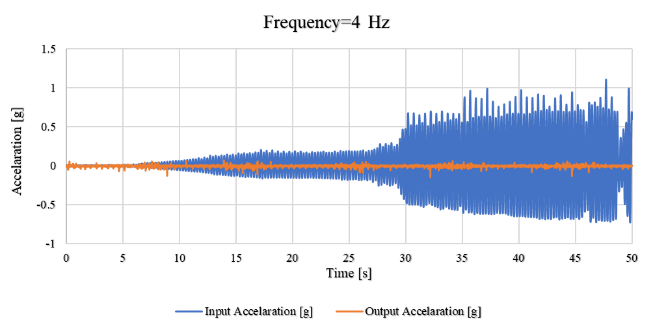 Frequency=4 Hz
1.5
1
0.5
0
-0.5
-1
Accelaration [g]
0 5 10 15 20 25 30 35 40 45 50
Time [s]
Input Accelaration [g] Output Accelaration [g]